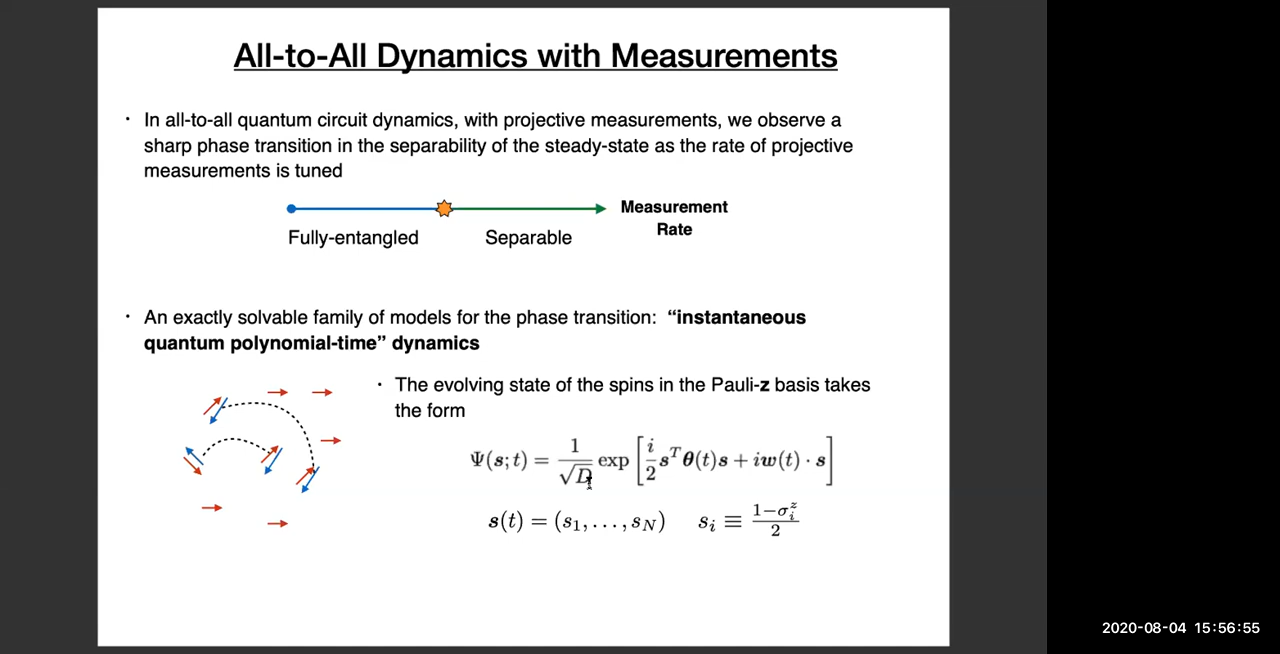 All-to-All Dynamics with Measurements
· In all-to-all quantum circuit dynamics, with projective measurements, we observe a
sharp phase transition in the separability of the steady-state as the rate of projective
measurements is tuned
Measurement
Rate
Fully-entangled Separable
· An exactly solvable family of models for the phase transition: “instantaneous
quantum polynomial-time” dynamics
· The evolving state of the spins in the Pauli-z basis takes
the form
Ψ(s;t) = 1/√D exp[i/2 s^T θ(t)s + iw(t) · s]
s(t) = (s₁, . . . , s_N) s_i ≡ (1−σ_i^z)/2
2020-08-04 15:56:55